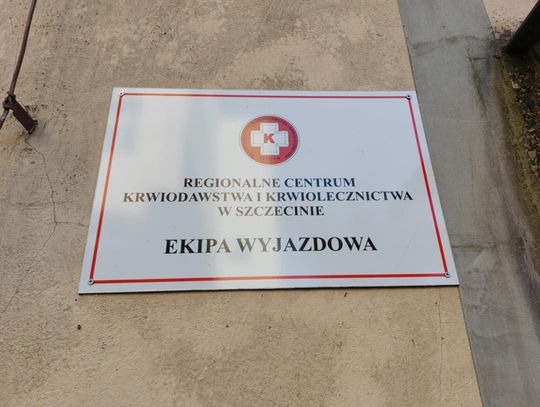 K
REGIONALNE CENTRUM
KRWIODAWSTWA I KRWIOLECZNICTWA
W SZCZECINIE
EKIPA WYJAZDOWA